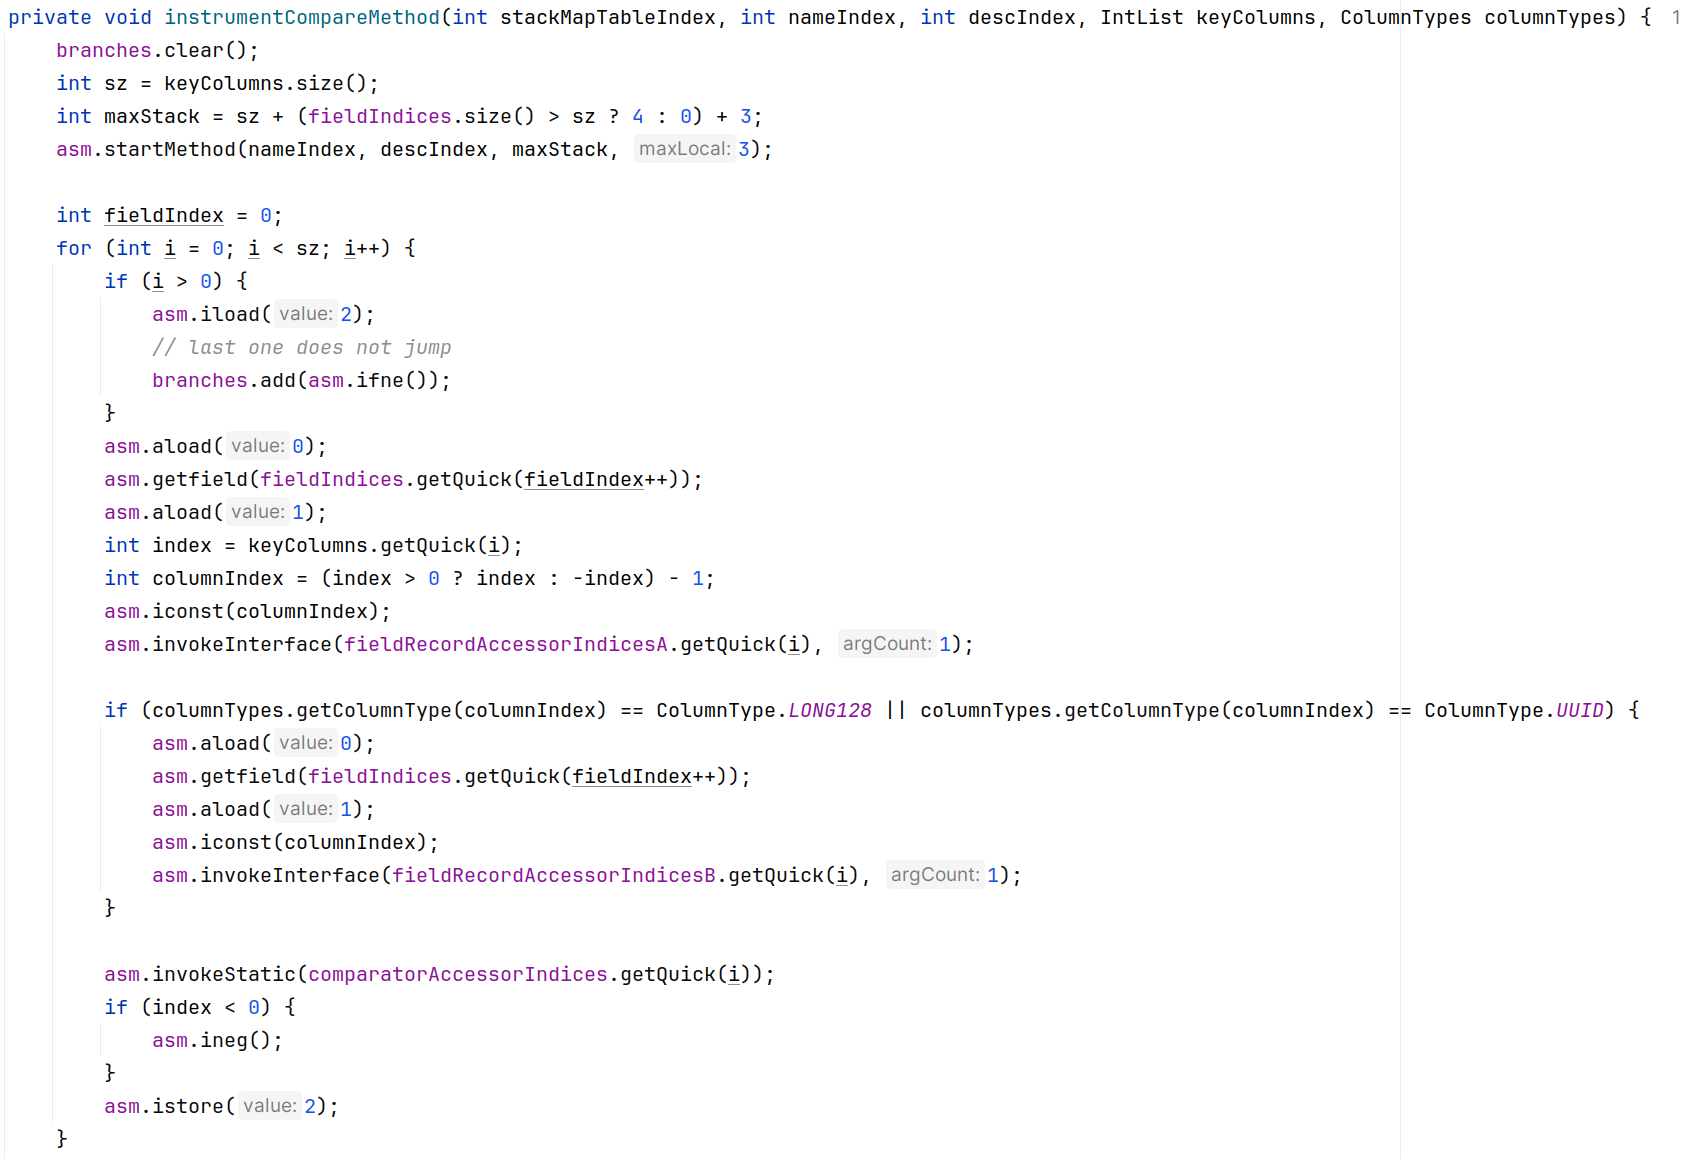 private void instrumentCompareMethod(int stackMapTableIndex, int nameIndex, int descIndex, IntList keyColumns, ColumnTypes columnTypes) { 1
    branches.clear();
    int sz = keyColumns.size();
    int maxStack = sz + (fieldIndices.size() > sz ? 4 : 0) + 3;
    asm.startMethod(nameIndex, descIndex, maxStack, maxLocal: 3);

    int fieldIndex = 0;
    for (int i = 0; i < sz; i++) {
        if (i > 0) {
            asm.iload( value: 2);
            // last one does not jump
            branches.add(asm.ifne());
        }
        asm.aload( value: 0);
        asm.getfield(fieldIndices.getQuick(fieldIndex++));
        asm.aload( value: 1);
        int index = keyColumns.getQuick(i);
        int columnIndex = (index > 0 ? index : -index) - 1;
        asm.iconst(columnIndex);
        asm.invokeInterface(fieldRecordAccessorIndicesA.getQuick(i), argCount: 1);

        if (columnTypes.getColumnType(columnIndex) == ColumnType.LONG128 || columnTypes.getColumnType(columnIndex) == ColumnType.UUID) {
            asm.aload( value: 0);
            asm.getfield(fieldIndices.getQuick(fieldIndex++));
            asm.aload( value: 1);
            asm.iconst(columnIndex);
            asm.invokeInterface(fieldRecordAccessorIndicesB.getQuick(i), argCount: 1);
        }

        asm.invokeStatic(comparatorAccessorIndices.getQuick(i));
        if (index < 0) {
            asm.ineg();
        }
        asm.istore( value: 2);
    }